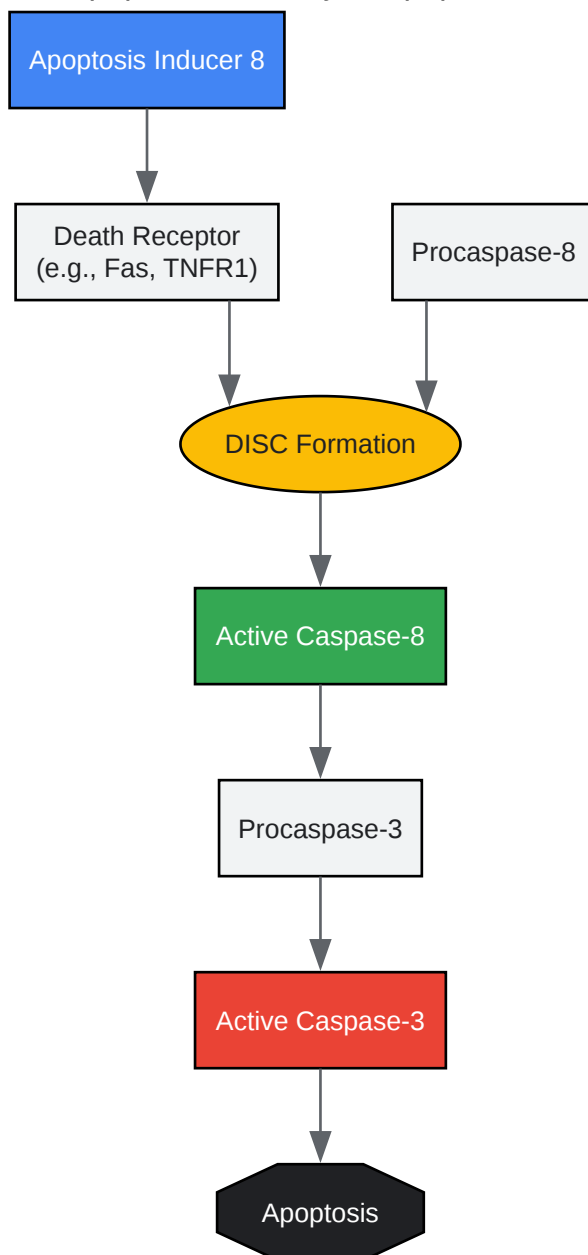 Apoptosis Inducer 8
Death Receptor
(e.g., Fas, TNFR1)
Procaspase-8
DISC Formation
Active Caspase-8
Procaspase-3
Active Caspase-3
Apoptosis